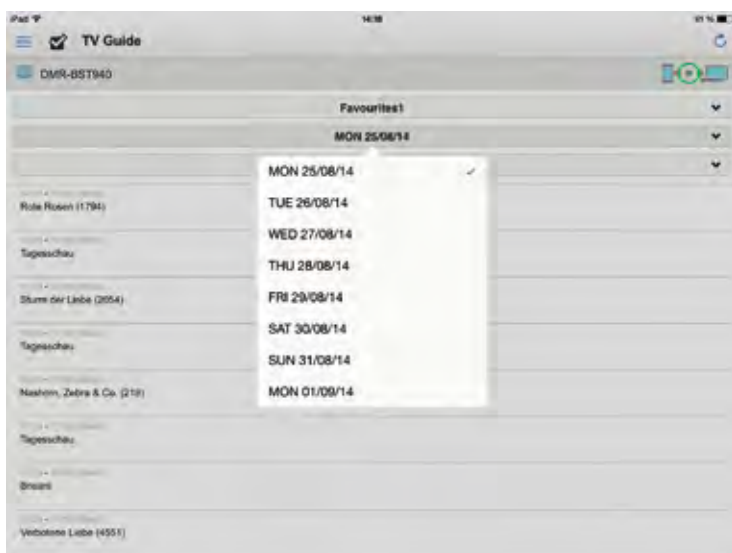 iPad
14:38
TV Guide
DMR-BST940
Favourites1
MON 25/08/14
MON 25/08/14
TUE 26/08/14
WED 27/08/14
THU 28/08/14
FRI 29/08/14
SAT 30/08/14
SUN 31/08/14
MON 01/09/14
Rote Rosen (1794)
Tagesschau
Sturm der Liebe (2054)
Tagesschau
Nashorn, Zebra & Co. (218)
Tagesschau
Brisant
Verbotene Liebe (4551)